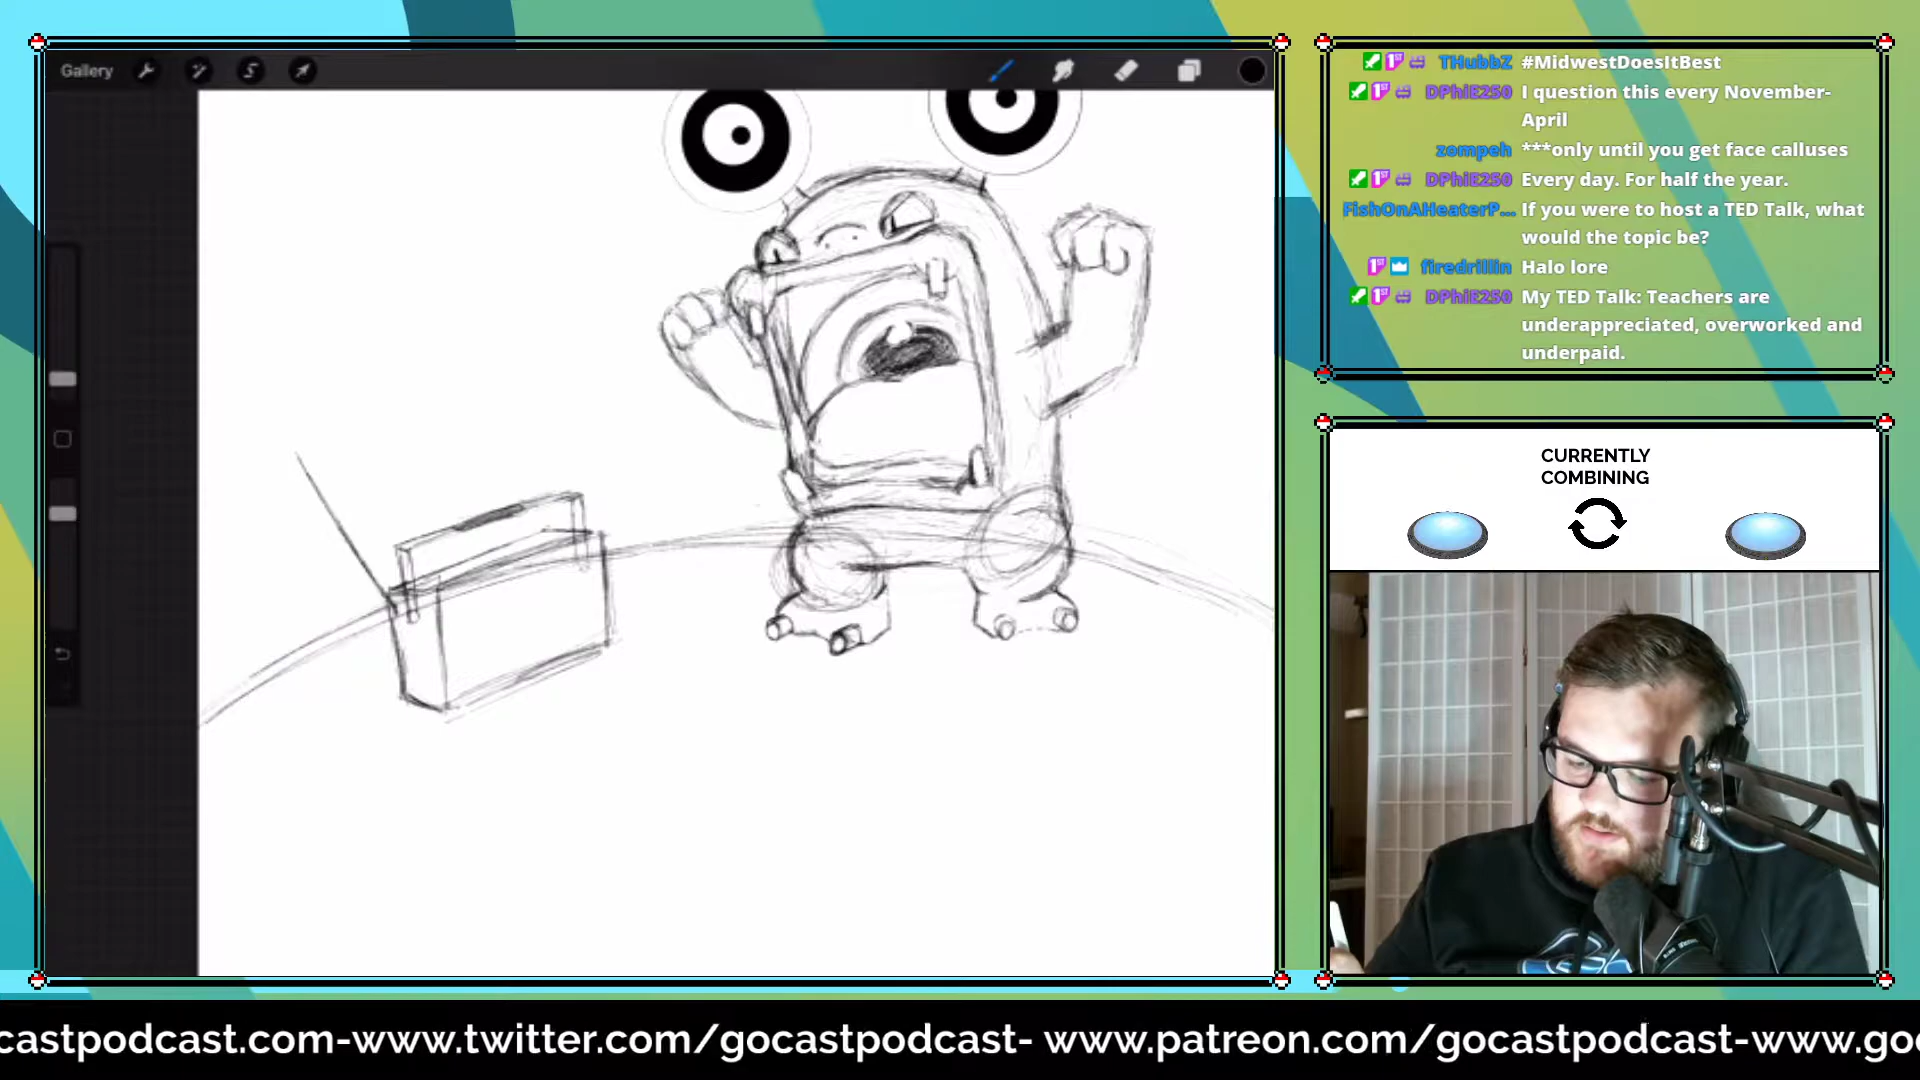 Gallery
THubbZ #MidwestDoesItBest
DPhiE250 I question this every November-
April
zompeh ***only until you get face calluses
DPhiE250 Every day. For half the year.
FishOnAHeaterP... If you were to host a TED Talk, what
would the topic be?
firedrillin Halo lore
DPhiE250 My TED Talk: Teachers are
underappreciated, overworked and
underpaid.
CURRENTLY
COMBINING
castpodcast.com-www.twitter.com/gocastpodcast- www.patreon.com/gocastpodcast-www.go